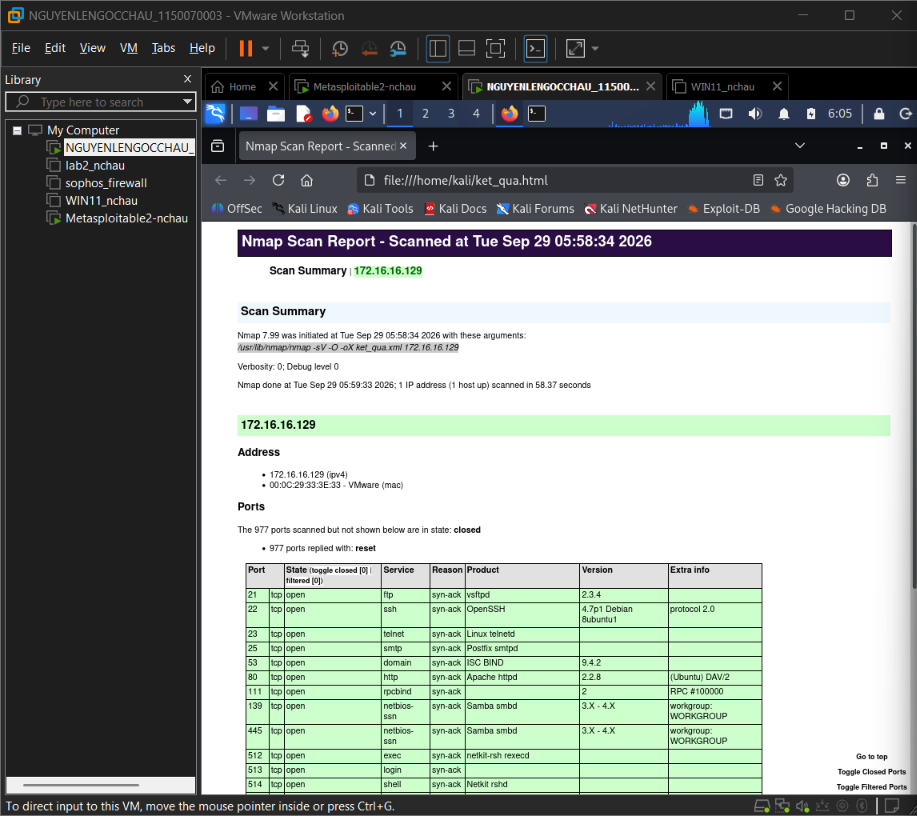 NGUYENLENGOCCHAU_1150070003 - VMware Workstation
File Edit View VM Tabs Help
Library
Type here to search
My Computer
NGUYENLENGOCCHAU_
lab2_nchau
sophos_firewall
WIN11_nchau
Metasploitable2-nchau
Home Metasploitable2-nchau NGUYENLENGOCCHAU_11500... WIN11_nchau
1 2 3 4 6:05
Nmap Scan Report - Scanned
file:///home/kali/ket_qua.html
OffSec Kali Linux Kali Tools Kali Docs Kali Forums Kali NetHunter Exploit-DB Google Hacking DB
Nmap Scan Report - Scanned at Tue Sep 29 05:58:34 2026
Scan Summary | 172.16.16.129
Scan Summary
Nmap 7.99 was initiated at Tue Sep 29 05:58:34 2026 with these arguments:
/usr/lib/nmap/nmap -sV -O -oX ket_qua.xml 172.16.16.129
Verbosity: 0; Debug level 0
Nmap done at Tue Sep 29 05:59:33 2026; 1 IP address (1 host up) scanned in 58.37 seconds
172.16.16.129
Address
172.16.16.129 (ipv4)
00:0C:29:33:3E:33 - VMware (mac)
Ports
The 977 ports scanned but not shown below are in state: closed
977 ports replied with: reset
Port State (toggle closed [0] | filtered [0]) Service Reason Product Version Extra info
21 tcp open ftp syn-ack vsftpd 2.3.4
22 tcp open ssh syn-ack OpenSSH 4.7p1 Debian 8ubuntu1 protocol 2.0
23 tcp open telnet syn-ack Linux telnetd
25 tcp open smtp syn-ack Postfix smtpd
53 tcp open domain syn-ack ISC BIND 9.4.2
80 tcp open http syn-ack Apache httpd 2.2.8 (Ubuntu) DAV/2
111 tcp open rpcbind syn-ack 2 RPC #100000
139 tcp open netbios-ssn syn-ack Samba smbd 3.X - 4.X workgroup: WORKGROUP
445 tcp open netbios-ssn syn-ack Samba smbd 3.X - 4.X workgroup: WORKGROUP
512 tcp open exec syn-ack netkit-rsh rexecd
513 tcp open login syn-ack
514 tcp open shell syn-ack Netkit rshd
Go to top
Toggle Closed Ports
Toggle Filtered Ports
To direct input to this VM, move the mouse pointer inside or press Ctrl+G.